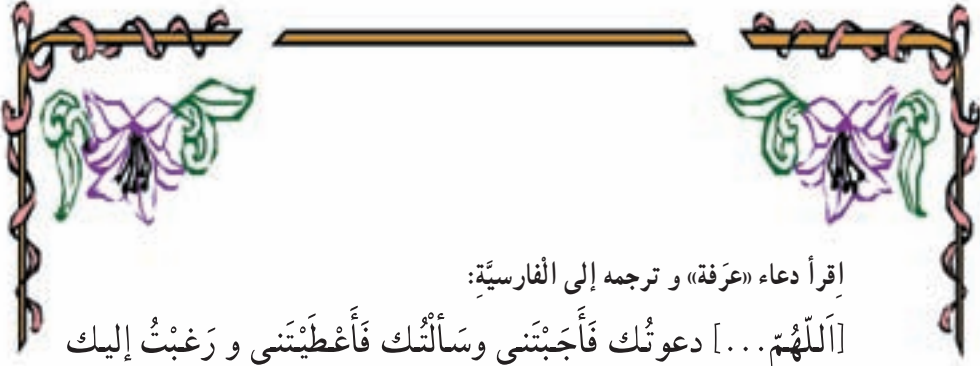 اِقرأ دعاء «عرَفة» و ترجمه إلى الْفارسيَّةِ:
[اَللّهُمّ...] دعوتُك فَأَجَبْتَنی وسَألْتُك فَأَعْطَيْتَنی و رَغبْتُ إليك